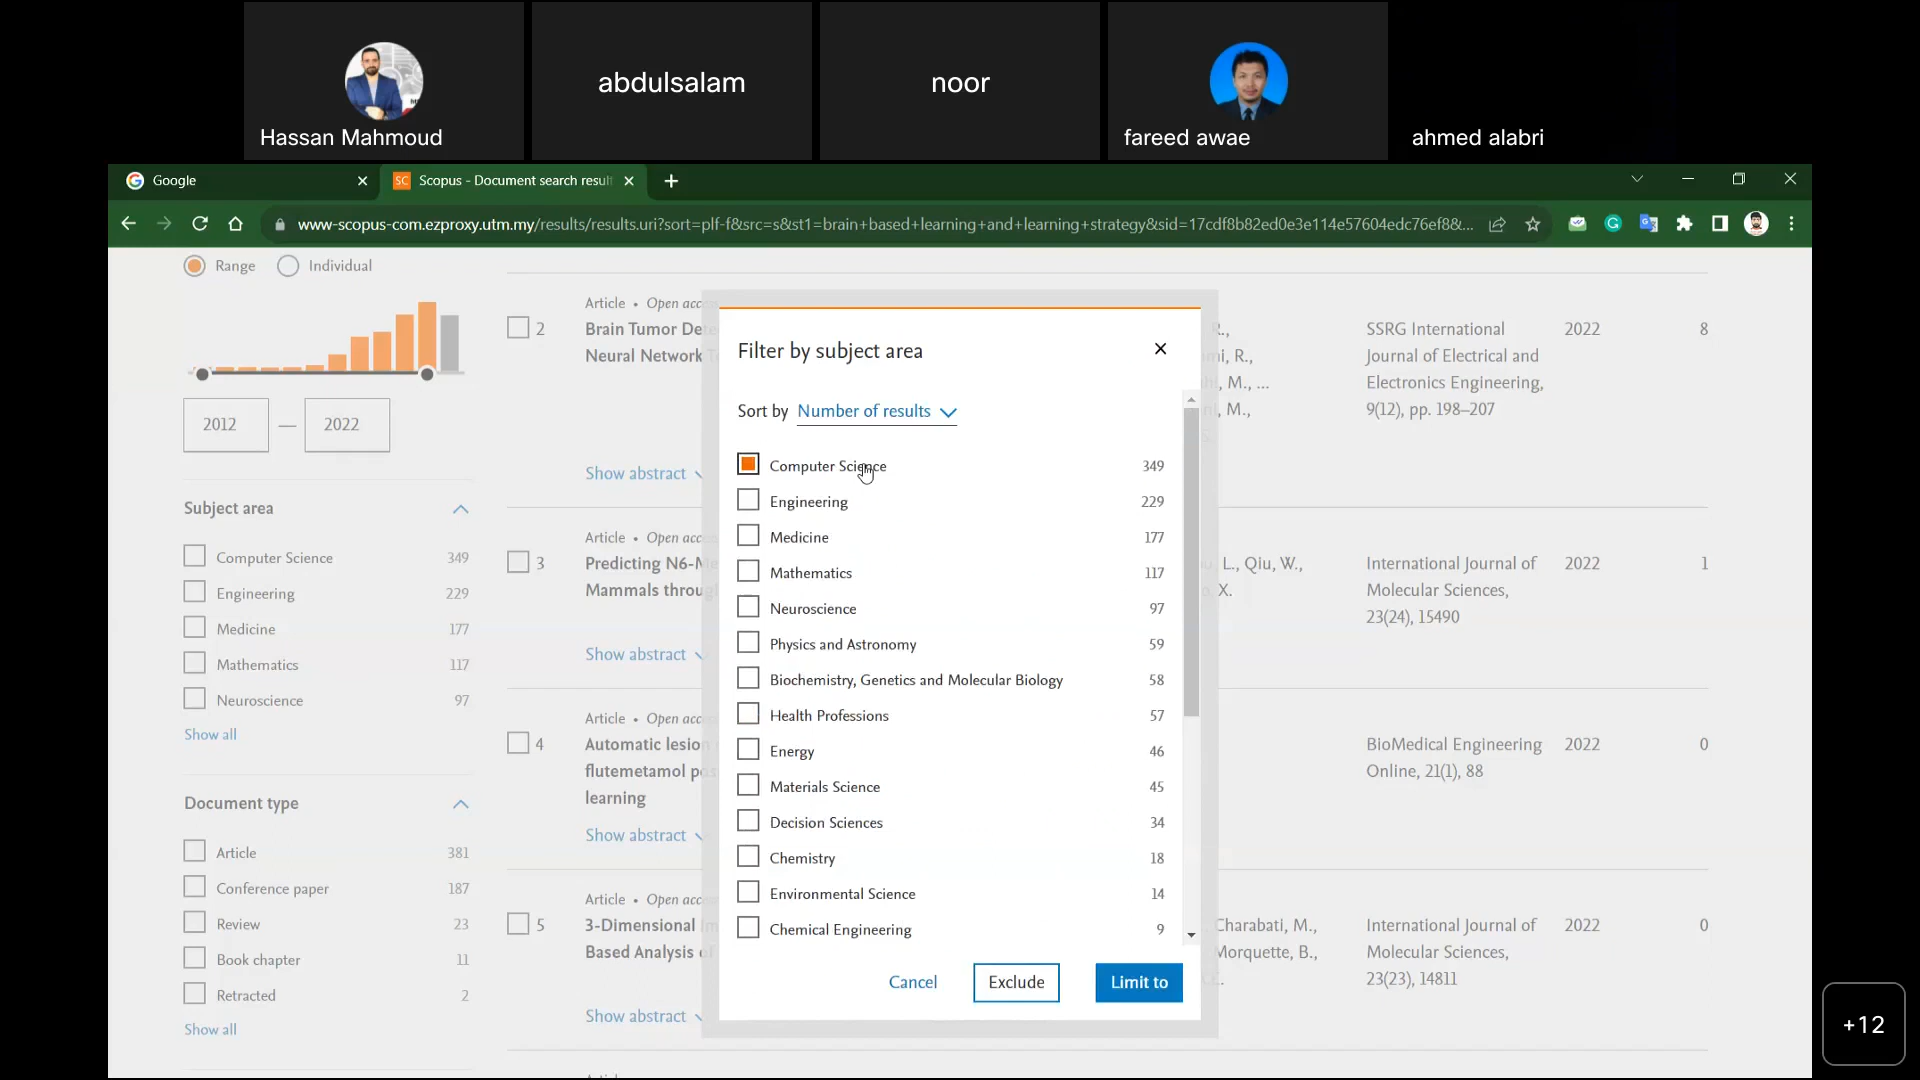 abdulsalam
noor
Hassan Mahmoud
fareed awae
ahmed alabri
Google
Scopus - Document search resul
www-scopus-com.ezproxy.utm.my/results/results.uri?sort=plf-f&src=s&st1=brain+based+learning+and+learning+strategy&sid=17cdf8b82ed0e3e114e57604edc76ef8&...
Range
Individual
2012 — 2022
Subject area
Computer Science 349
Engineering 229
Medicine 177
Mathematics 117
Neuroscience 97
Show all
Document type
Article 381
Conference paper 187
Review 23
Book chapter 11
Retracted 2
Show all
Article • Open acc
2
Brain Tumor Dete
Neural Network T
Show abstract
R.,
M., ...
M.,
SSRG International
Journal of Electrical and
Electronics Engineering,
9(12), pp. 198–207
2022
8
Article • Open acc
3
Predicting N6-Me
Mammals throug
Show abstract
L., Qiu, W.,
X.
International Journal of
Molecular Sciences,
23(24), 15490
2022
1
Article • Open acc
4
Automatic lesion
flutemetamol pos
learning
Show abstract
BioMedical Engineering
Online, 21(1), 88
2022
0
Article • Open acc
5
3-Dimensional Im
Based Analysis of
Show abstract
Charabati, M.,
Morquette, B.,
International Journal of
Molecular Sciences,
23(23), 14811
2022
0
Filter by subject area
Sort by Number of results
Computer Science 349
Engineering 229
Medicine 177
Mathematics 117
Neuroscience 97
Physics and Astronomy 59
Biochemistry, Genetics and Molecular Biology 58
Health Professions 57
Energy 46
Materials Science 45
Decision Sciences 34
Chemistry 18
Environmental Science 14
Chemical Engineering 9
Cancel
Exclude
Limit to
+12